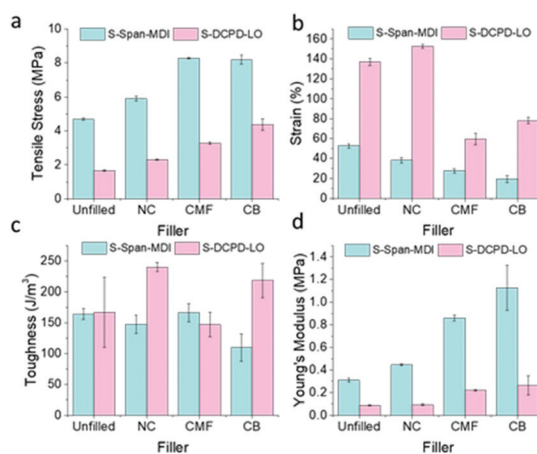 a
S-Span-MDI S-DCPD-LO
Tensile Stress (MPa)
10
8
6
4
2
0
Unfilled NC CMF CB
Filler
b
S-Span-MDI S-DCPD-LO
Strain (%)
160
140
120
100
80
60
40
20
0
Unfilled NC CMF CB
Filler
c
S-Span-MDI S-DCPD-LO
Toughness (J/m³)
250
200
150
100
50
0
Unfilled NC CMF CB
Filler
d
S-Span-MDI S-DCPD-LO
Young's Modulus (MPa)
1.4
1.2
1.0
0.8
0.6
0.4
0.2
0.0
Unfilled NC CMF CB
Filler